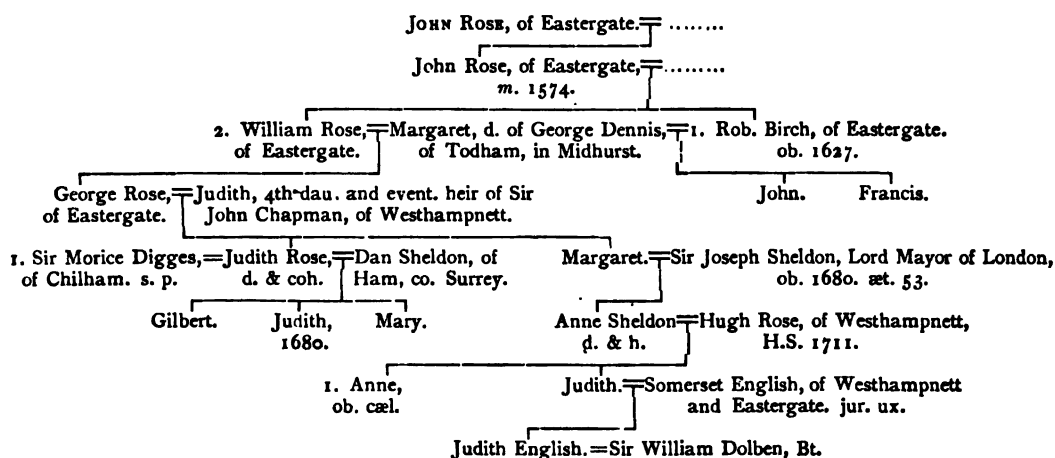 JOHN ROSE, of Eastergate.═ .........
John Rose, of Eastergate,═ .........
m. 1574.
2. William Rose,═Margaret, d. of George Dennis,═1. Rob. Birch, of Eastergate.
of Eastergate. of Todham, in Midhurst. ob. 1627.
George Rose,═Judith, 4th dau. and event. heir of Sir John. Francis.
of Eastergate. John Chapman, of Westhampnett.
1. Sir Morice Digges,=Judith Rose,═Dan Sheldon, of Margaret.═Sir Joseph Sheldon, Lord Mayor of London,
of Chilham. s. p. d. & coh. Ham, co. Surrey. ob. 1680. æt. 53.
Gilbert. Judith, Mary. Anne Sheldon═Hugh Rose, of Westhampnett,
1680. d. & h. H.S. 1711.
1. Anne, Judith.═Somerset English, of Westhampnett
ob. cæl. and Eastergate. jur. ux.
Judith English.=Sir William Dolben, Bt.